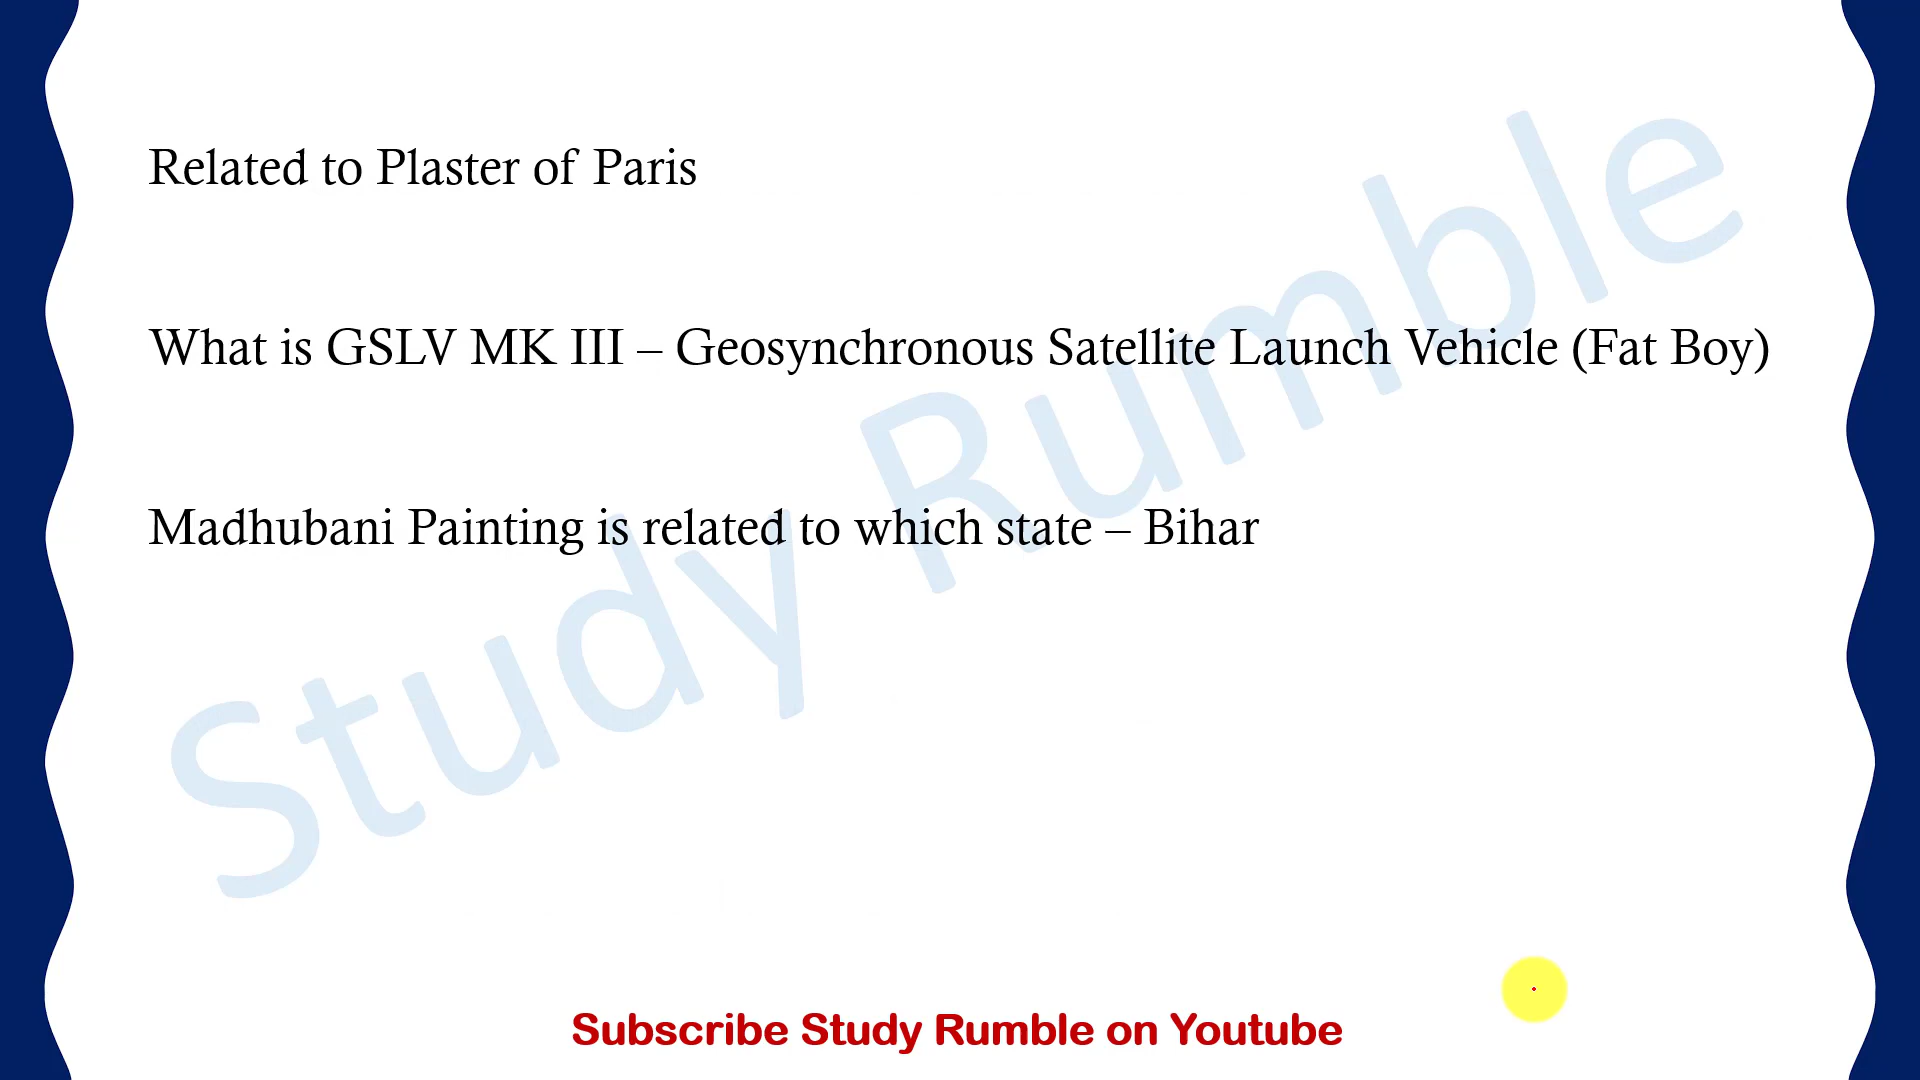 Related to Plaster of Paris
What is GSLV MK III – Geosynchronous Satellite Launch Vehicle (Fat Boy)
Madhubani Painting is related to which state – Bihar
Study Rumble
Subscribe Study Rumble on Youtube